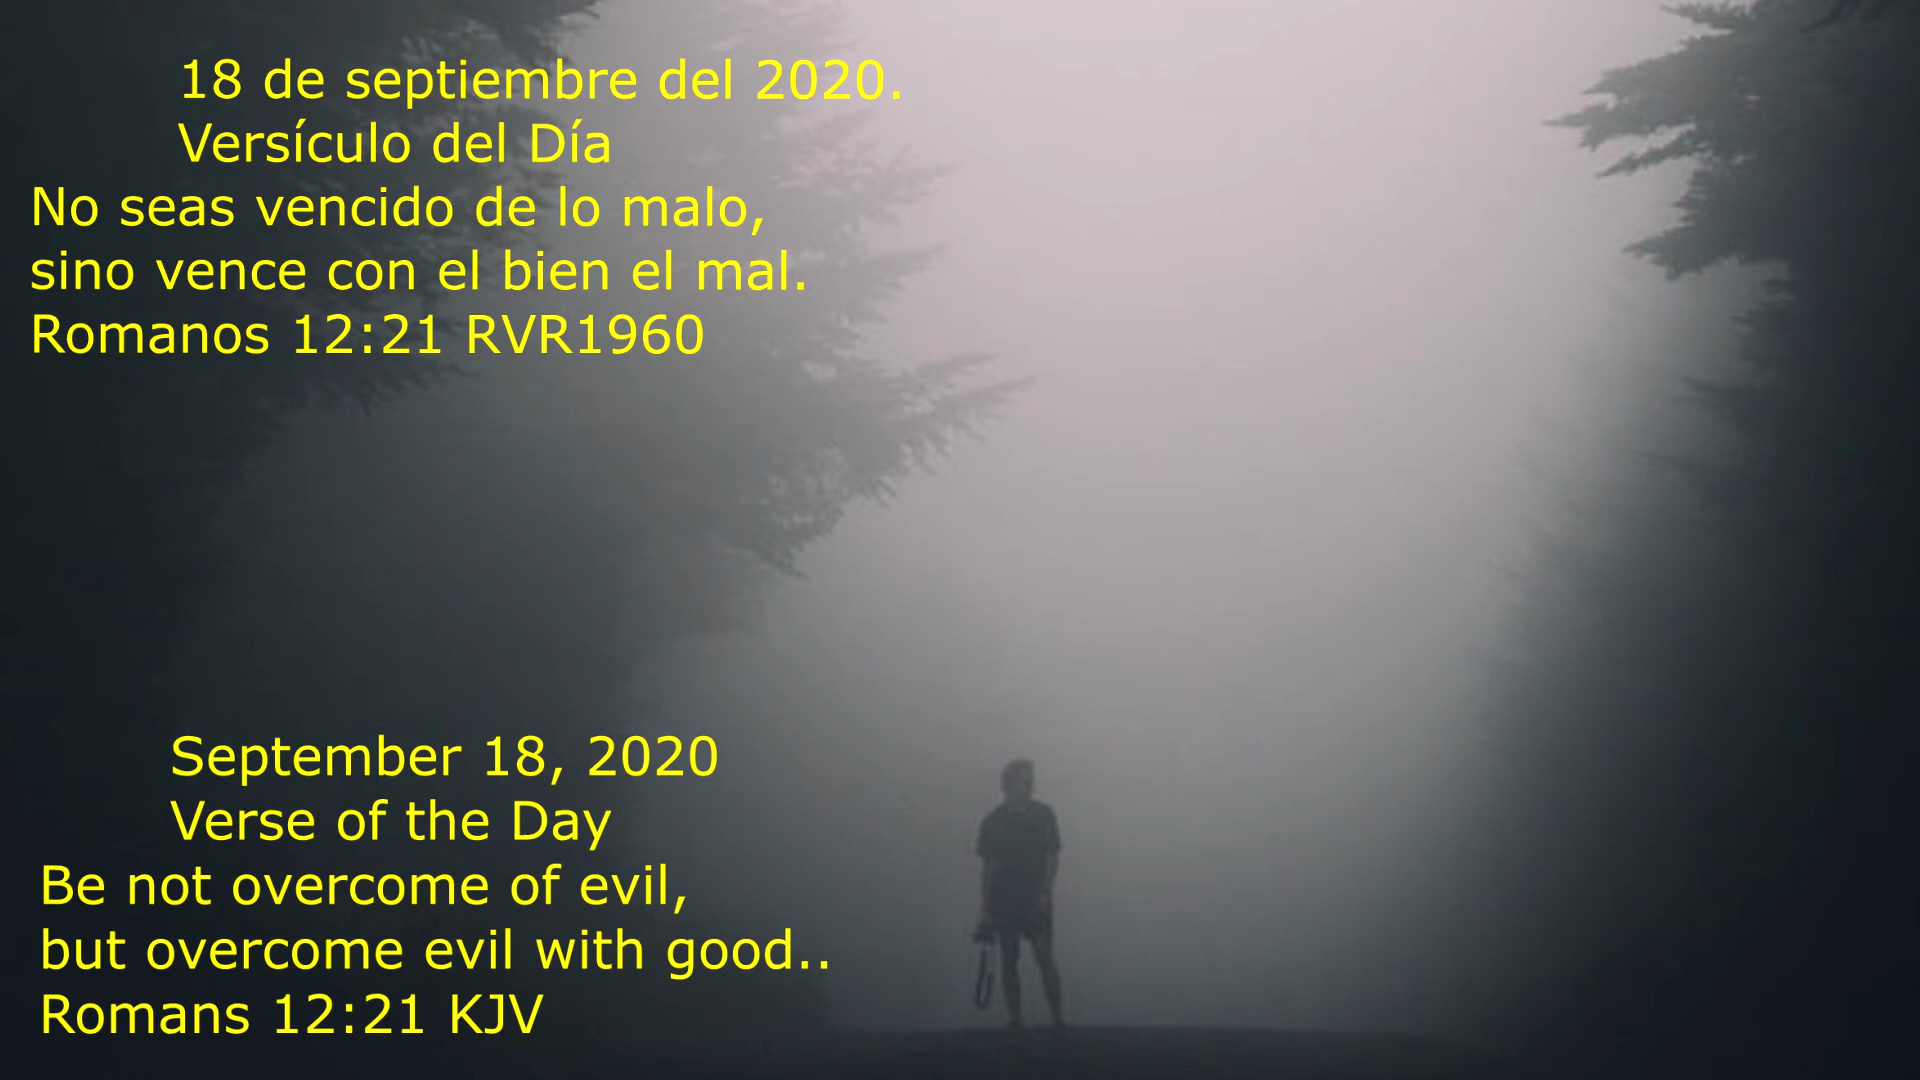 18 de septiembre del 2020.
Versículo del Día
No seas vencido de lo malo,
sino vence con el bien el mal.
Romanos 12:21 RVR1960
September 18, 2020
Verse of the Day
Be not overcome of evil,
but overcome evil with good..
Romans 12:21 KJV